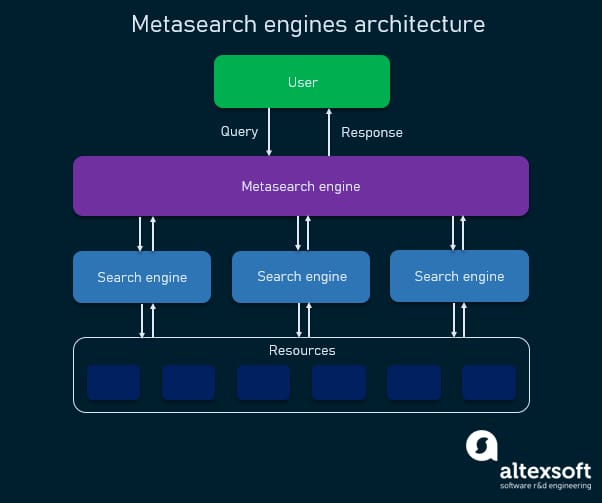 Metasearch engines architecture
User
Query
Response
Metasearch engine
Search engine
Search engine
Search engine
Resources
altexsoft
software r&d engineering